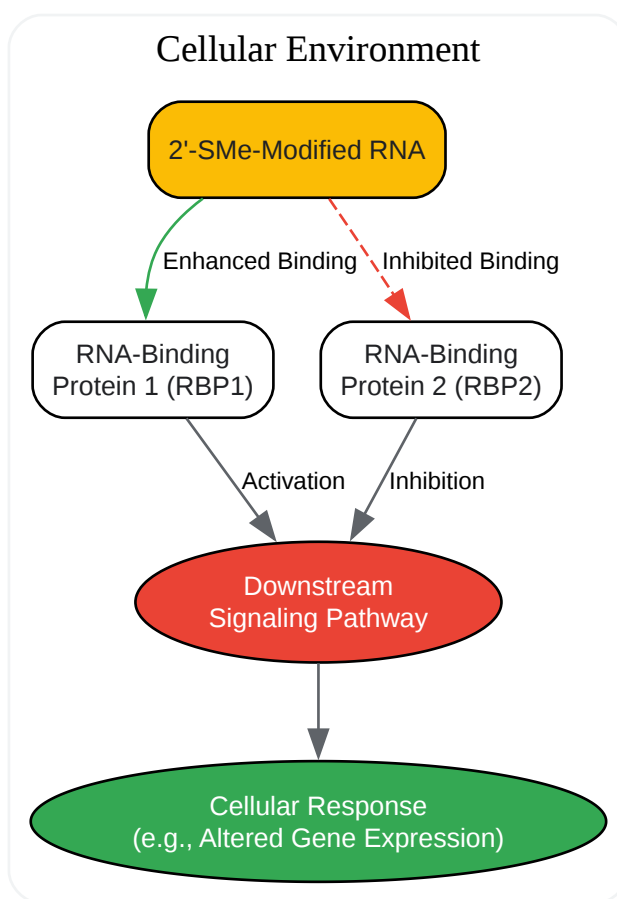 Cellular Environment
2'-SMe-Modified RNA
Enhanced Binding
Inhibited Binding
RNA-Binding
Protein 1 (RBP1)
RNA-Binding
Protein 2 (RBP2)
Activation
Inhibition
Downstream
Signaling Pathway
Cellular Response
(e.g., Altered Gene Expression)